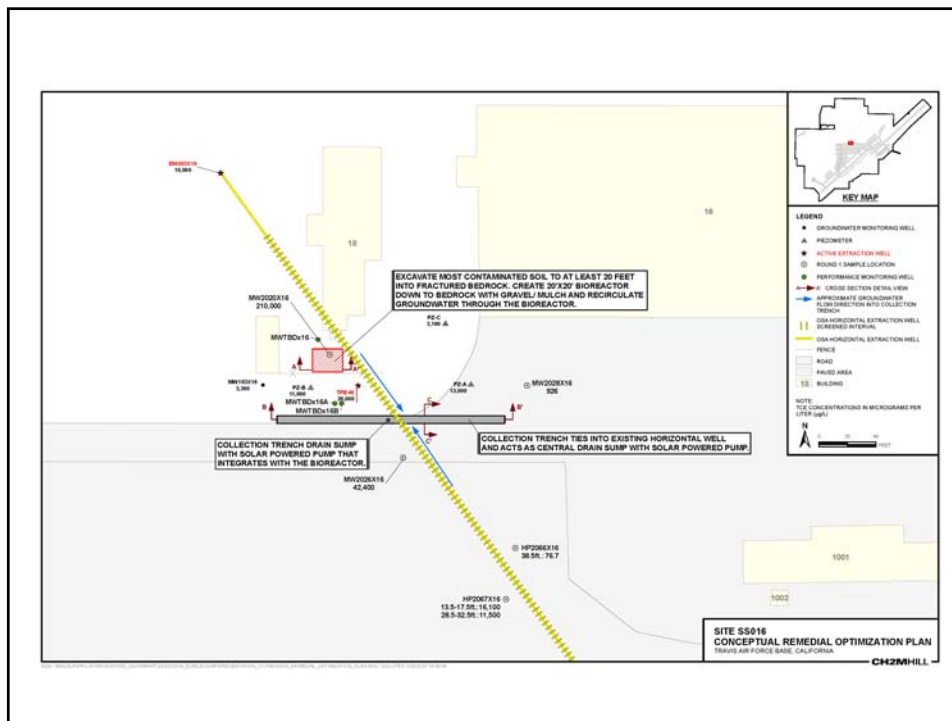 EW003X16
10,000
18
16
EXCAVATE MOST CONTAMINATED SOIL TO AT LEAST 20 FEET
INTO FRACTURED BEDROCK. CREATE 20'X20' BIOREACTOR
DOWN TO BEDROCK WITH GRAVEL/ MULCH AND RECIRCULATE
GROUNDWATER THROUGH THE BIOREACTOR.
MW2020X16
210,000
PZ-C
MWTBDx16
A
A'
PZ-B
11,000
PZ-A
13,000
MW2028X16
926
MWTBDx16A
MWTBDx16B
B
B'
C
C'
COLLECTION TRENCH DRAIN SUMP
WITH SOLAR POWERED PUMP THAT
INTEGRATES WITH THE BIOREACTOR.
COLLECTION TRENCH TIES INTO EXISTING HORIZONTAL WELL
AND ACTS AS CENTRAL DRAIN SUMP WITH SOLAR POWERED PUMP.
MW2026X16
42,400
HP2066X16
38.5ft.: 76.7
HP2067X16
13.5-17.5ft.:16,100
28.5-32.5ft.:11,500
1001
1002
KEY MAP
LEGEND
GROUNDWATER MONITORING WELL
PIEZOMETER
ACTIVE EXTRACTION WELL
ROUND 1 SAMPLE LOCATION
PERFORMANCE MONITORING WELL
A A' CROSS SECTION DETAIL VIEW
APPROXIMATE GROUNDWATER
FLOW DIRECTION INTO COLLECTION
TRENCH
OSA HORIZONTAL EXTRACTION WELL
SCREENED INTERVAL
OSA HORIZONTAL EXTRACTION WELL
FENCE
ROAD
PAVED AREA
18 BUILDING
NOTE:
TCE CONCENTRATIONS IN MICROGRAMS PER
LITER (µg/L)
N
FEET
SITE SS016
CONCEPTUAL REMEDIAL OPTIMIZATION PLAN
TRAVIS AIR FORCE BASE, CALIFORNIA
CH2MHILL